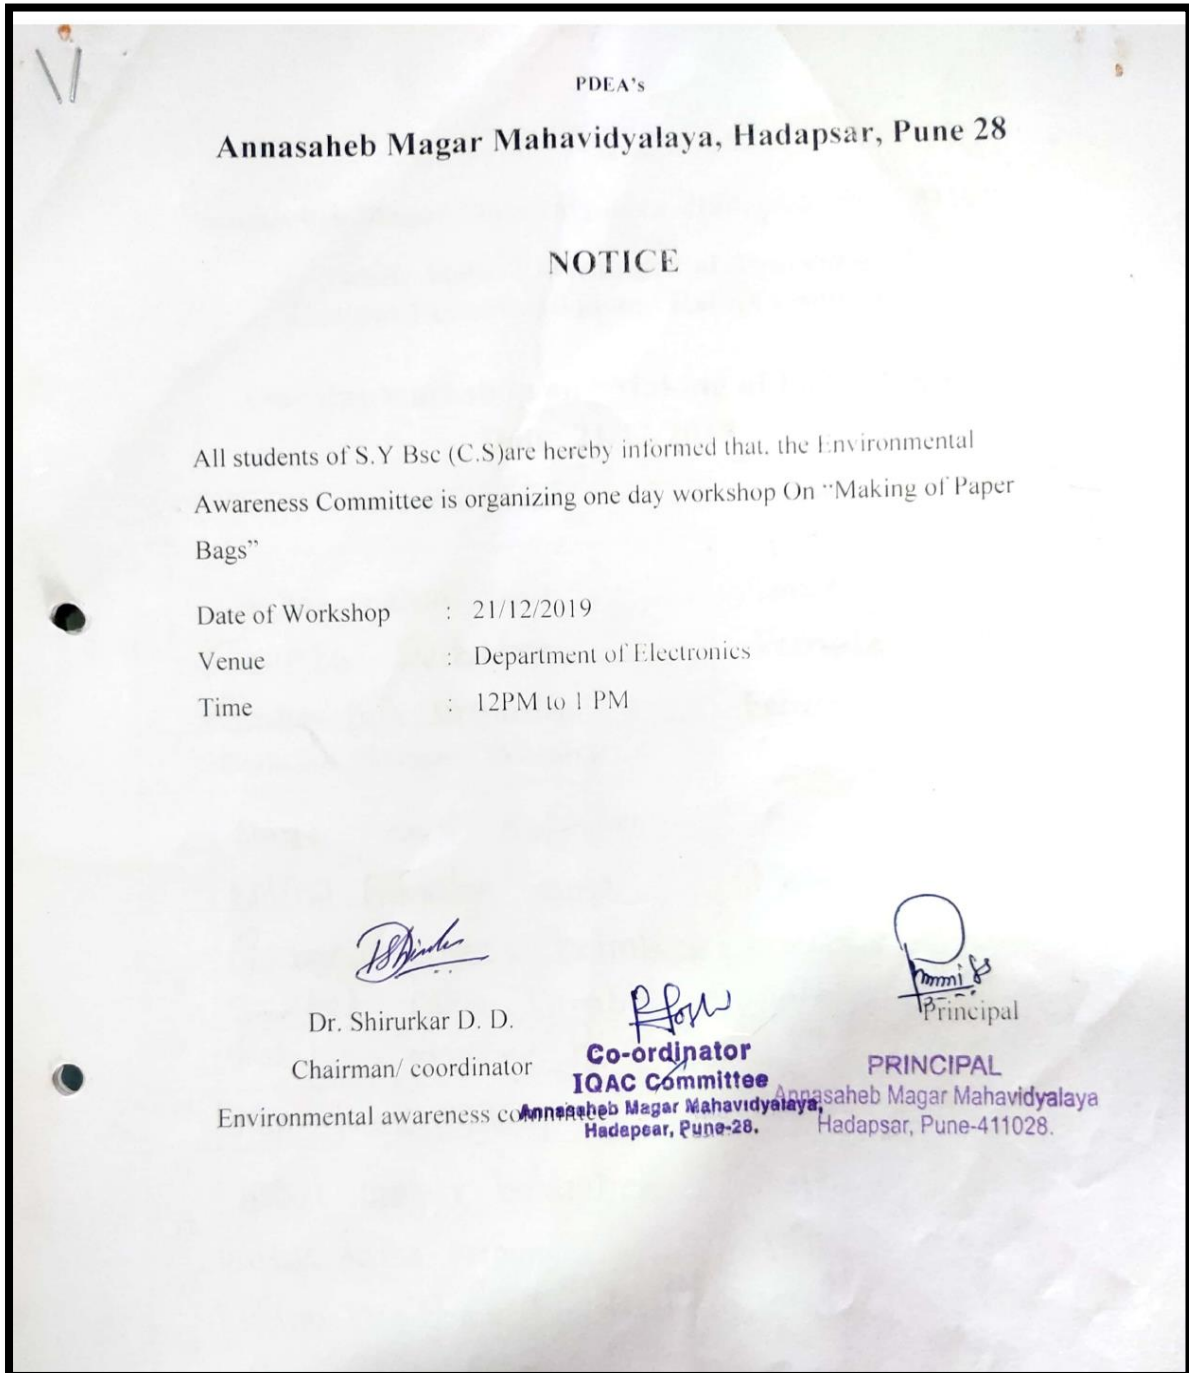 PDEA's
Annasaheb Magar Mahavidyalaya, Hadapsar, Pune 28
NOTICE
All students of S.Y Bsc (C.S)are hereby informed that, the Environmental
Awareness Committee is organizing one day workshop On "Making of Paper
Bags"
Date of Workshop : 21/12/2019
Venue : Department of Electronics
Time : 12PM to 1 PM
Dr. Shirurkar D. D.
Chairman/ coordinator
Environmental awareness committee
Co-ordinator
IQAC Committee
Annasaheb Magar Mahavidyalaya,
Hadapsar, Pune-28.
Principal
PRINCIPAL
Annasaheb Magar Mahavidyalaya
Hadapsar, Pune-411028.